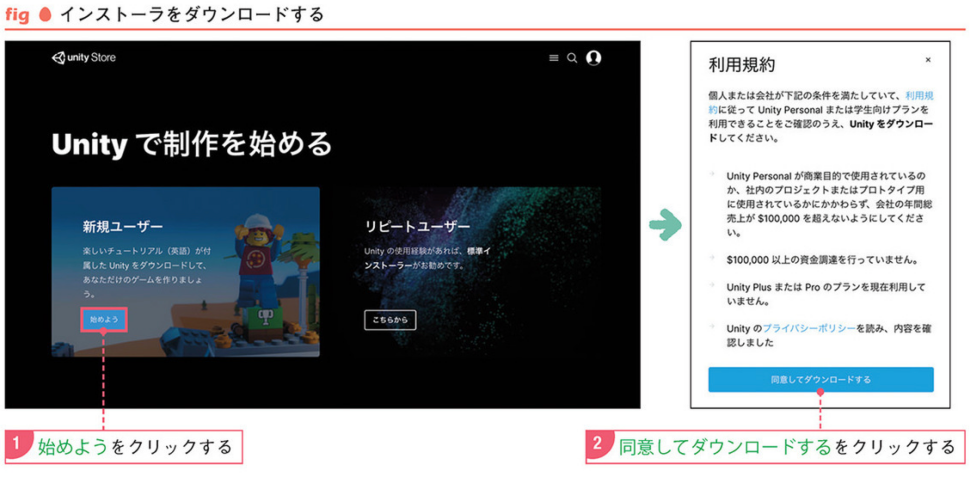 fig インストーラをダウンロードする
unity Store
Unity で制作を始める
新規ユーザー
楽しいチュートリアル（英語）が付
属した Unity をダウンロードして、
あなただけのゲームを作りましょ
う。
始めよう
リピートユーザー
Unity の使用経験があれば、標準イ
ンストーラーがお勧めです。
こちらから
1 始めようをクリックする
利用規約
×
個人または会社が下記の条件を満たしていて、利用規
約に従って Unity Personal または学生向けプランを
利用できることをご確認のうえ、Unity をダウンロー
ドしてください。
Unity Personal が商業目的で使用されているの
か、社内のプロジェクトまたはプロトタイプ用
に使用されているかにかかわらず、会社の年間総
売上が $100,000 を超えないようにしてくださ
い。
$100,000 以上の資金調達を行っていません。
Unity Plus または Pro のプランを現在利用して
いません。
Unity のプライバシーポリシーを読み、内容を確
認しました
同意してダウンロードする
2 同意してダウンロードするをクリックする